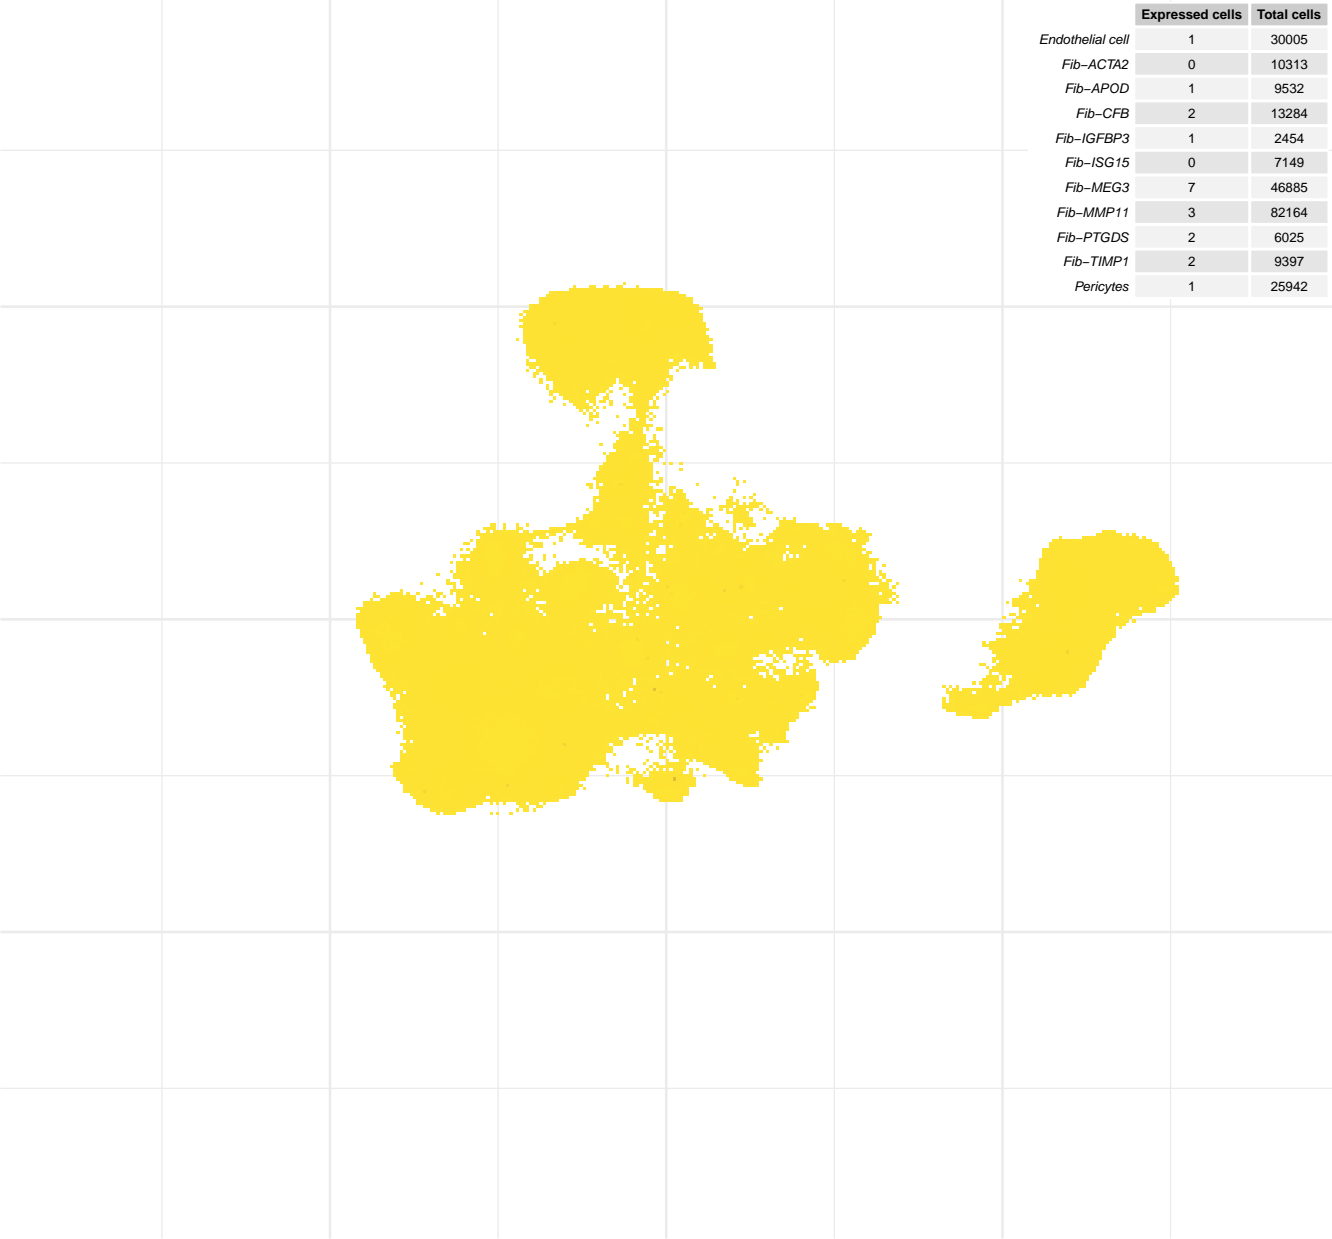 Expressed cells Total cells
Endothelial cell 1 30005
Fib−ACTA2 0 10313
Fib−APOD 1 9532
Fib−CFB 2 13284
Fib−IGFBP3 1 2454
Fib−ISG15 0 7149
Fib−MEG3 7 46885
Fib−MMP11 3 82164
Fib−PTGDS 2 6025
Fib−TIMP1 2 9397
Pericytes 1 25942